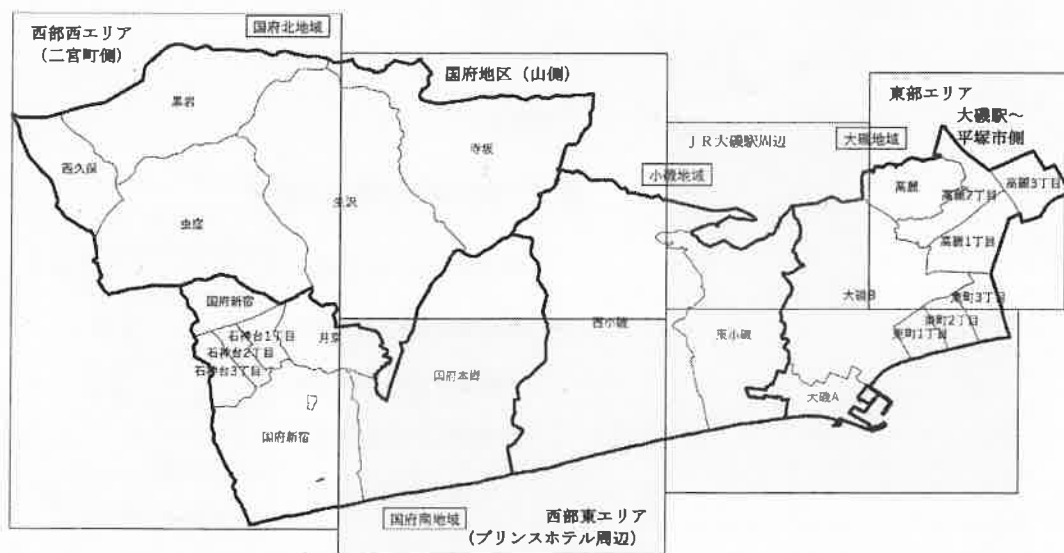 西部西エリア
(二宮町側)
国府北地域
国府地区(山側)
東部エリア
大磯駅～
平塚市側
JR大磯駅周辺
大磯地域
小磯地域
黒岩
西久保
虫窪
生沢
寺坂
高麗
高麗2丁目
高麗3丁目
高麗1丁目
国府新宿
石神台1丁目
石神台2丁目
石神台3丁目
月京
国府新宿
国府本郷
西小磯
東小磯
大磯B
大磯A
東町3丁目
東町2丁目
東町1丁目
国府南地域
西部東エリア
(プリンスホテル周辺)